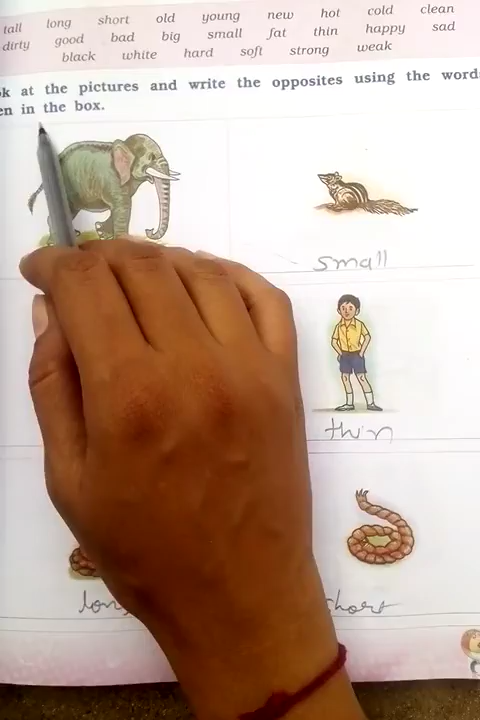 tall long short old young new hot cold clean
dirty good bad big small fat thin happy sad
black white hard soft strong weak
ok at the pictures and write the opposites using the words
en in the box.
small
thin
long
short